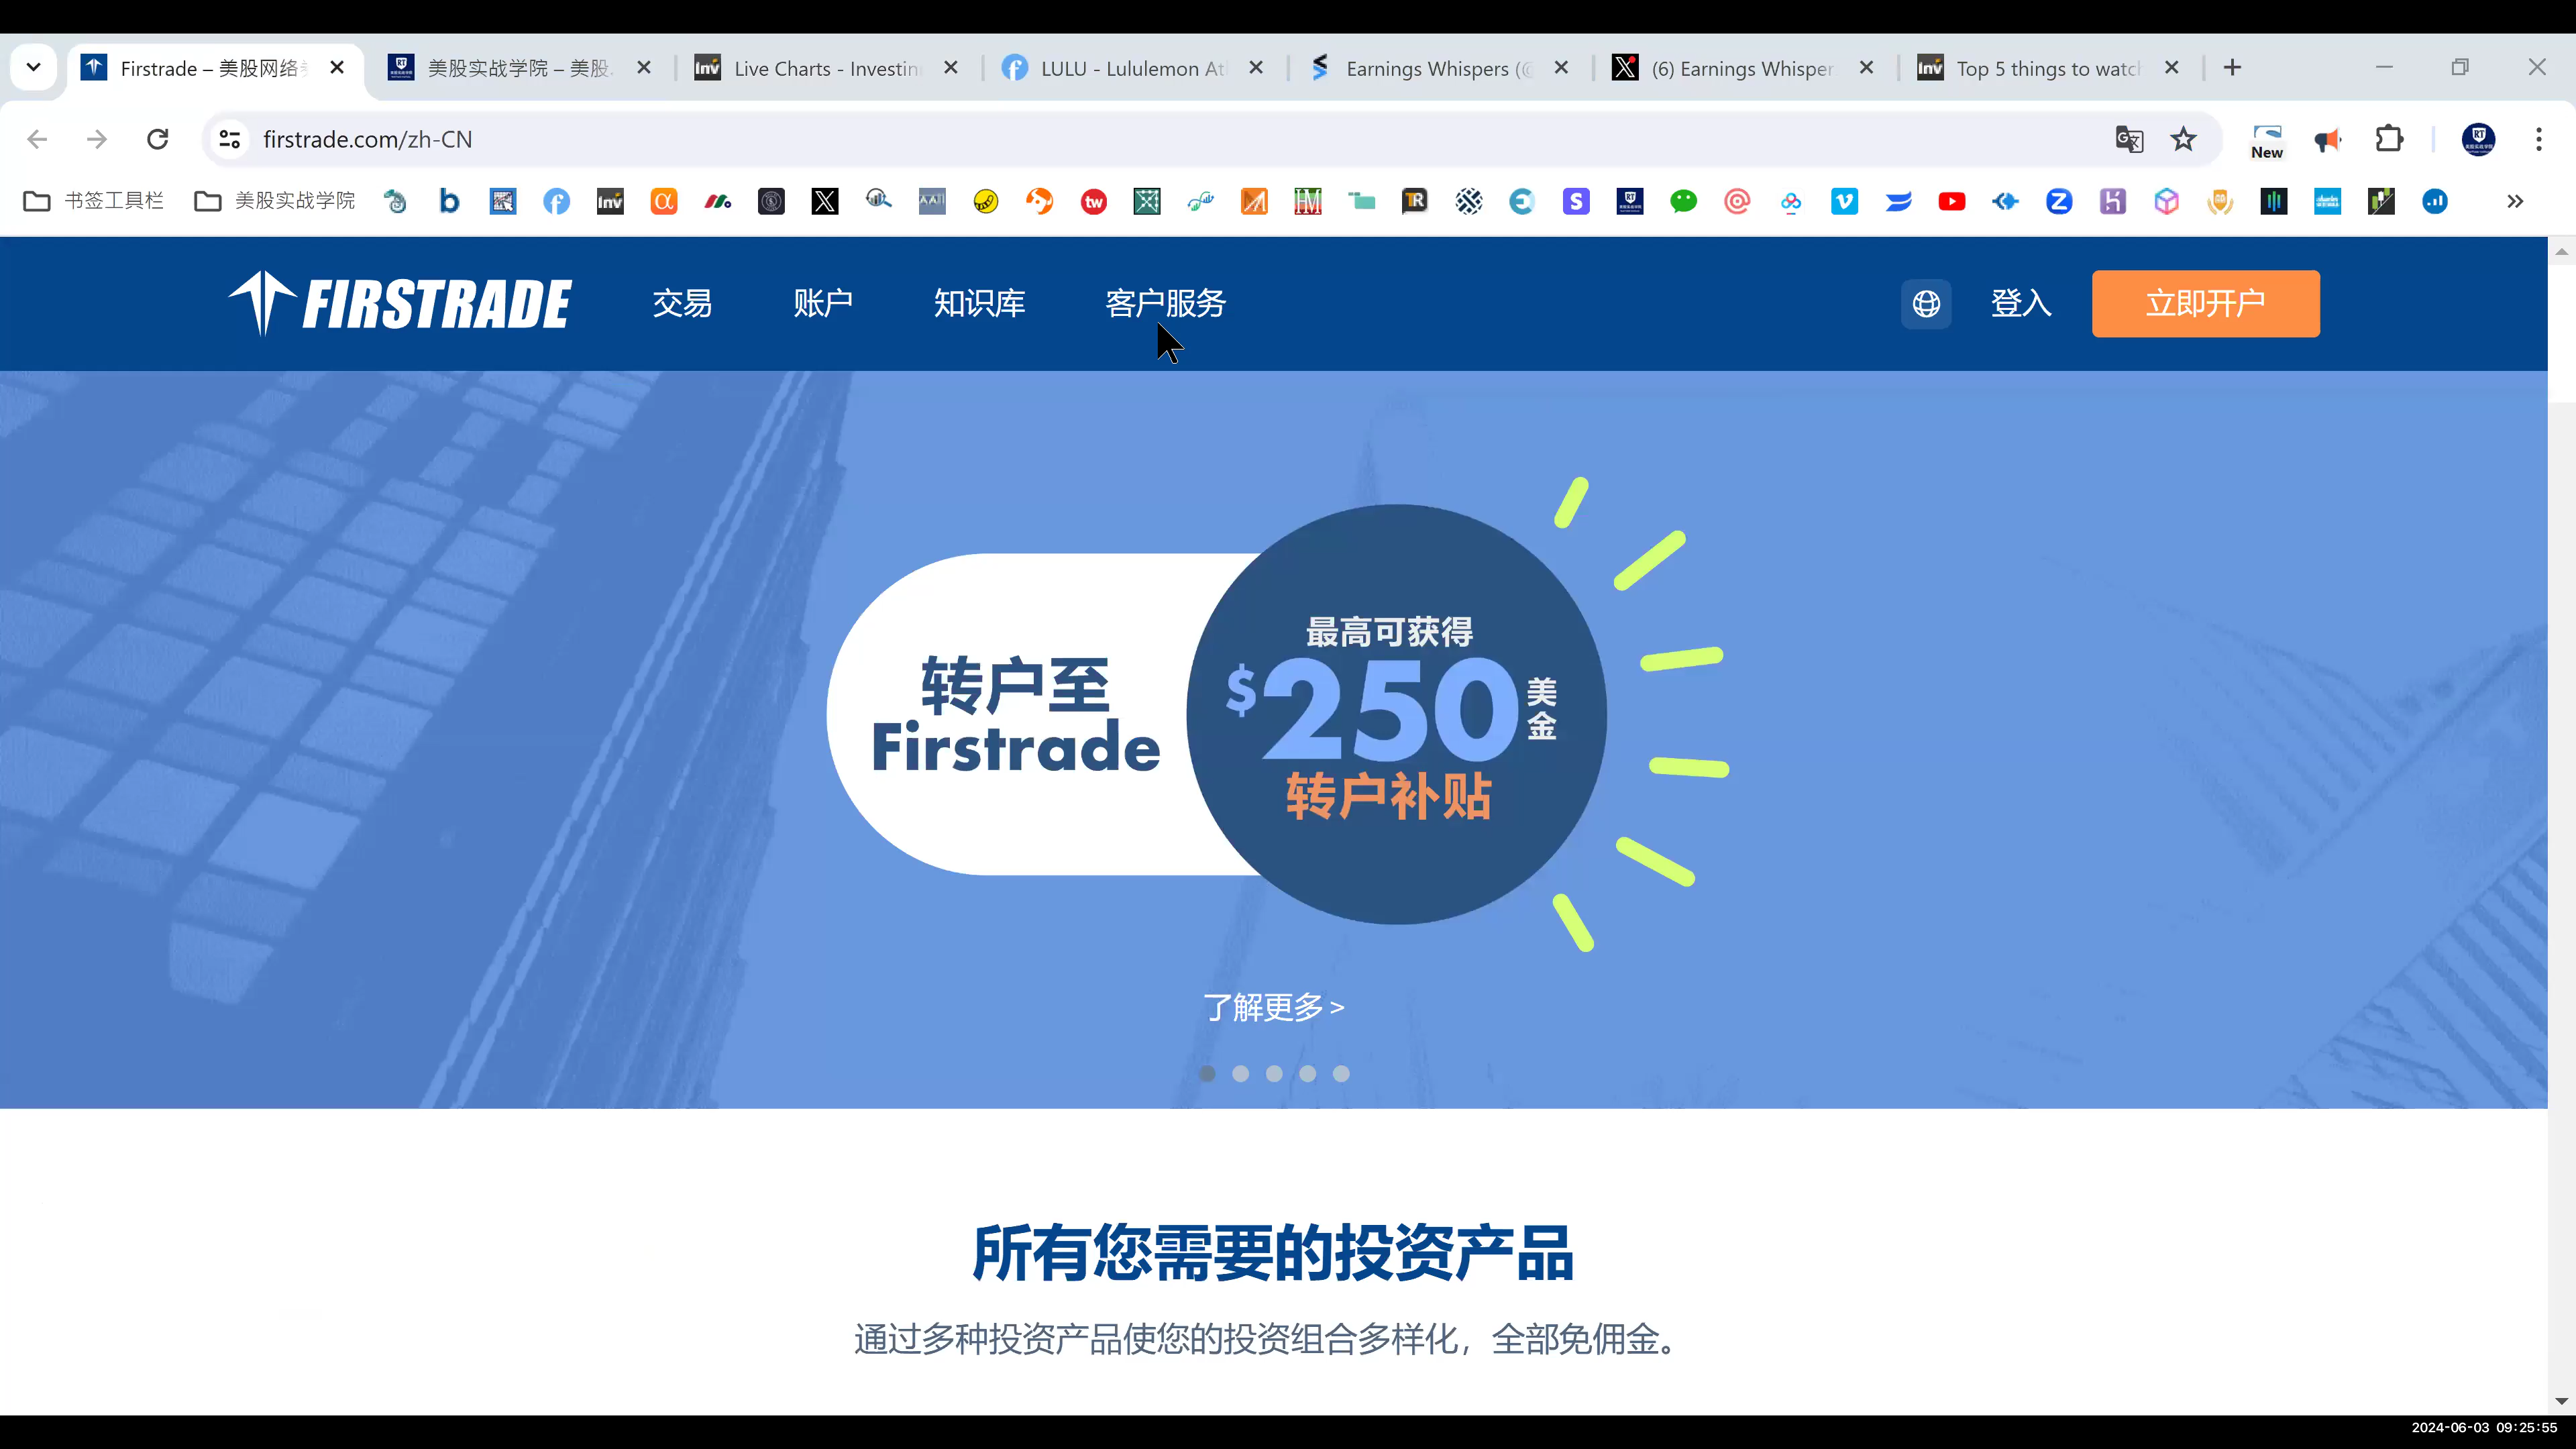 Firstrade – 美股网络
美股实战学院 – 美股.
Live Charts - Investin
LULU - Lululemon At
Earnings Whispers (@
(6) Earnings Whisper
Top 5 things to watc
firstrade.com/zh-CN
New
书签工具栏
美股实战学院
FIRSTRADE
交易
账户
知识库
客户服务
登入
立即开户
转户至
Firstrade
最高可获得
$250美金
转户补贴
了解更多 >
所有您需要的投资产品
通过多种投资产品使您的投资组合多样化，全部免佣金。
2024-06-03 09:25:55